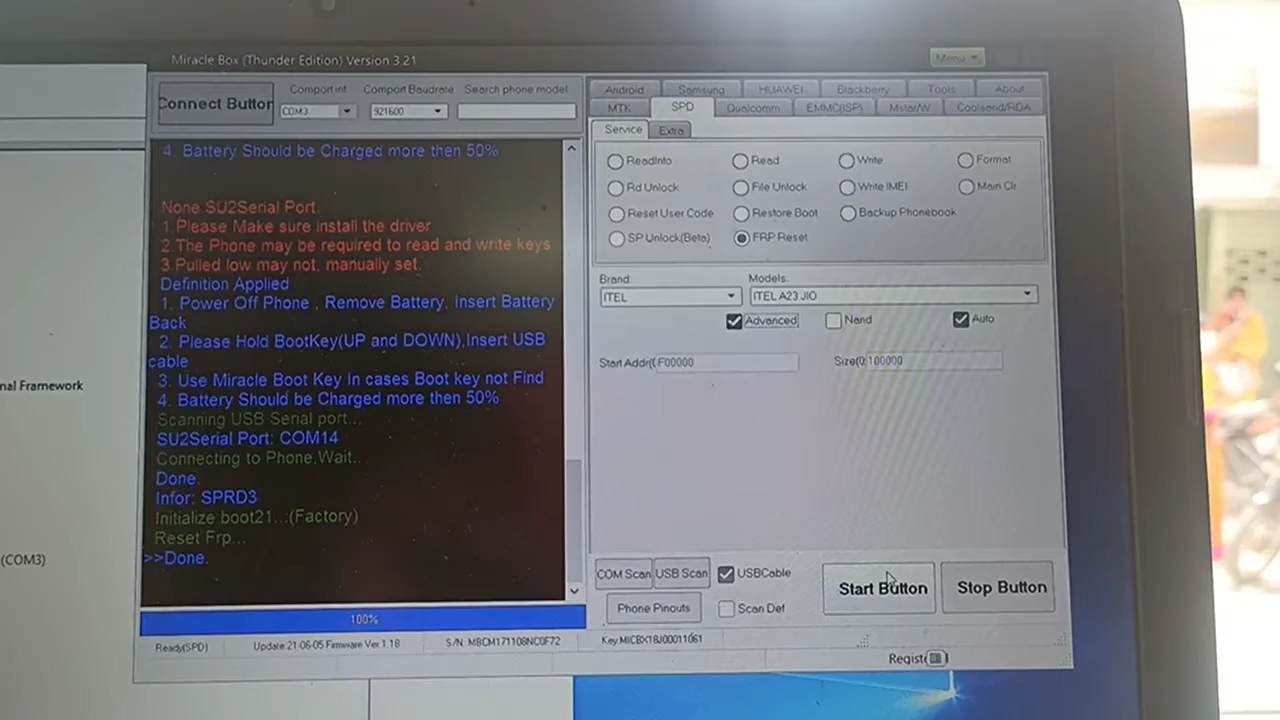 Miracle Box (Thunder Edition) Version 3.21
Menu
Connect Button
Comport int
Comport Baudrate
Search phone model
COM3
921600
Android
Samsung
HUAWEI
Blackberry
Tools
About
MTK
SPD
Qualcomm
EMMC(ISP)
Mstar/W
Coolsand/RDA
Service
Extra
ReadInfo
Read
Write
Format
Rd Unlock
File Unlock
Write IMEI
Main Clr
Reset User Code
Restore Boot
Backup Phonebook
SP Unlock(Beta)
FRP Reset
Brand:
Models:
ITEL
ITEL A23 JIO
Advanced
Nand
Auto
Start Addr(
F00000
Size(0
100000
4. Battery Should be Charged more then 50%
None SU2Serial Port.
1.Please Make sure install the driver
2.The Phone may be required to read and write keys
3.Pulled low may not. manually set.
Definition Applied
1. Power Off Phone , Remove Battery, Insert Battery
Back
2. Please Hold BootKey(UP and DOWN),Insert USB
cable
3. Use Miracle Boot Key In cases Boot key not Find
4. Battery Should be Charged more then 50%
Scanning USB Serial port...
SU2Serial Port: COM14
Connecting to Phone,Wait..
Done.
Infor: SPRD3
Initialize boot21..:(Factory)
Reset Frp...
>>Done.
100%
COM Scan
USB Scan
USBCable
Start Button
Stop Button
Phone Pinouts
Scan Def
Ready(SPD)
Update 21-06-05 Firmware Ver 1.18
S/N: MBCM171108NC0F72
Key:MICBX18J00011061
Regist(
nal Framework
(COM3)